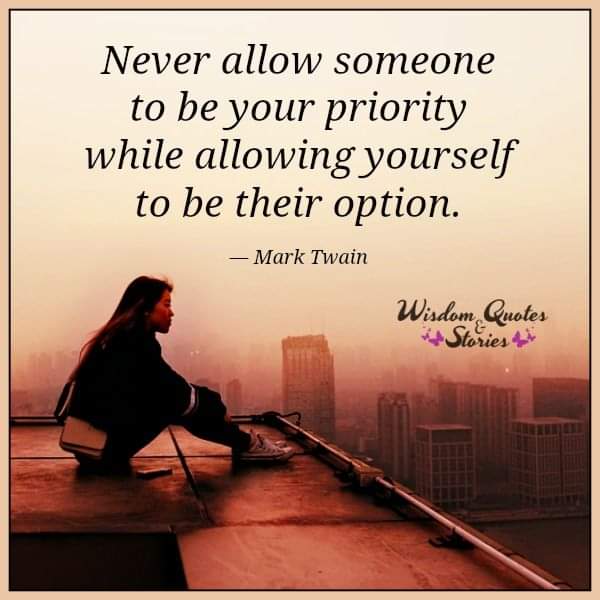 Never allow someone
to be your priority
while allowing yourself
to be their option.
— Mark Twain
Wisdom Quotes
&
Stories